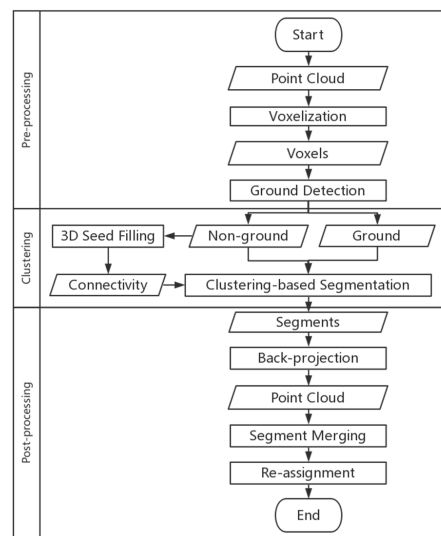 Pre-processing
Start
Point Cloud
Voxelization
Voxels
Ground Detection
Clustering
3D Seed Filling
Non-ground
Ground
Connectivity
Clustering-based Segmentation
Post-processing
Segments
Back-projection
Point Cloud
Segment Merging
Re-assignment
End